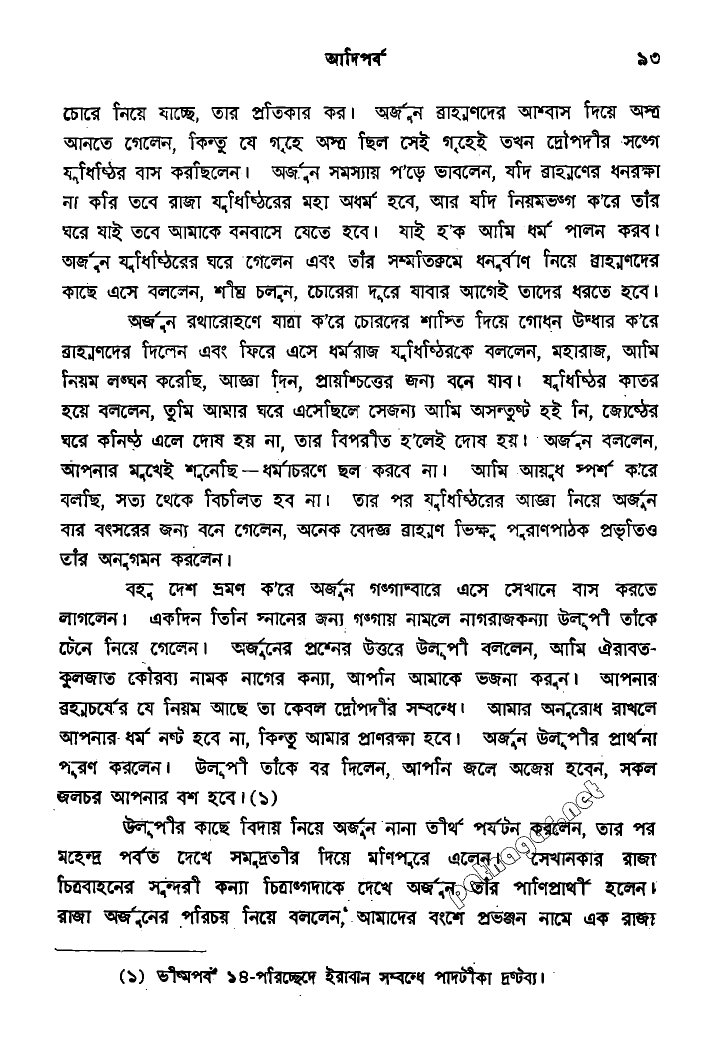 আদিপর্ব ৯৩
চোরে নিয়ে যাচ্ছে, তার প্রতিকার কর। অর্জুন ব্রাহ্মণদের আশ্বাস দিয়ে অস্ত্র
আনতে গেলেন, কিন্তু যে গৃহে অস্ত্র ছিল সেই গৃহেই তখন দ্রৌপদীর সঙ্গে
যুধিষ্ঠির বাস করছিলেন। অর্জুন সমস্যায় প'ড়ে ভাবলেন, যদি ব্রাহ্মণের ধনরক্ষা
না করি তবে রাজা যুধিষ্ঠিরের মহা অধর্ম হবে, আর যদি নিয়মভঙ্গ ক'রে তাঁর
ঘরে যাই তবে আমাকে বনবাসে যেতে হবে। যাই হ'ক আমি ধর্ম পালন করব।
অর্জুন যুধিষ্ঠিরের ঘরে গেলেন এবং তাঁর সম্মতিক্রমে ধনুর্বাণ নিয়ে ব্রাহ্মণদের
কাছে এসে বললেন, শীঘ্র চলুন, চোরেরা দূরে যাবার আগেই তাদের ধরতে হবে।
অর্জুন রথারোহণে যাত্রা ক'রে চোরদের শাস্তি দিয়ে গোধন উদ্ধার ক'রে
ব্রাহ্মণদের দিলেন এবং ফিরে এসে ধর্মরাজ যুধিষ্ঠিরকে বললেন, মহারাজ, আমি
নিয়ম লঙ্ঘন করেছি, আজ্ঞা দিন, প্রায়শ্চিত্তের জন্য বনে যাব। যুধিষ্ঠির কাতর
হয়ে বললেন, তুমি আমার ঘরে এসেছিলে সেজন্য আমি অসন্তুষ্ট হই নি, জ্যেষ্ঠের
ঘরে কনিষ্ঠ এলে দোষ হয় না, তার বিপরীত হ'লেই দোষ হয়। অর্জুন বললেন,
আপনার মুখেই শুনেছি — ধর্মাচরণে ছল করবে না। আমি আয়ুধ স্পর্শ ক'রে
বলছি, সত্য থেকে বিচলিত হব না। তার পর যুধিষ্ঠিরের আজ্ঞা নিয়ে অর্জুন
বার বৎসরের জন্য বনে গেলেন, অনেক বেদজ্ঞ ব্রাহ্মণ ভিক্ষু পুরাণপাঠক প্রভৃতিও
তাঁর অনুগমন করলেন।
বহু দেশ ভ্রমণ ক'রে অর্জুন গঙ্গাদ্বারে এসে সেখানে বাস করতে
লাগলেন। একদিন তিনি স্নানের জন্য গঙ্গায় নামলে নাগরাজকন্যা উলূপী তাঁকে
টেনে নিয়ে গেলেন। অর্জুনের প্রশ্নের উত্তরে উলূপী বললেন, আমি ঐরাবত-
কুলজাত কৌরব্য নামক নাগের কন্যা, আপনি আমাকে ভজনা করুন। আপনার
ব্রহ্মচর্যের যে নিয়ম আছে তা কেবল দ্রৌপদীর সম্বন্ধে। আমার অনুরোধ রাখলে
আপনার ধর্ম নষ্ট হবে না, কিন্তু আমার প্রাণরক্ষা হবে। অর্জুন উলূপীর প্রার্থনা
পূরণ করলেন। উলূপী তাঁকে বর দিলেন, আপনি জলে অজেয় হবেন, সকল
জলচর আপনার বশ হবে।(১)
উলূপীর কাছে বিদায় নিয়ে অর্জুন নানা তীর্থ পর্যটন করলেন, তার পর
মহেন্দ্র পর্বত দেখে সমুদ্রতীর দিয়ে মণিপুরে এলেন। সেখানকার রাজা
চিত্রবাহনের সুন্দরী কন্যা চিত্রাঙ্গদাকে দেখে অর্জুন তাঁর পাণিপ্রার্থী হলেন।
রাজা অর্জুনের পরিচয় নিয়ে বললেন, আমাদের বংশে প্রভঞ্জন নামে এক রাজা
(১) ভীষ্মপর্ব ১৪-পরিচ্ছেদে ইরাবান সম্বন্ধে পাদটীকা দ্রষ্টব্য।
pathagar.net